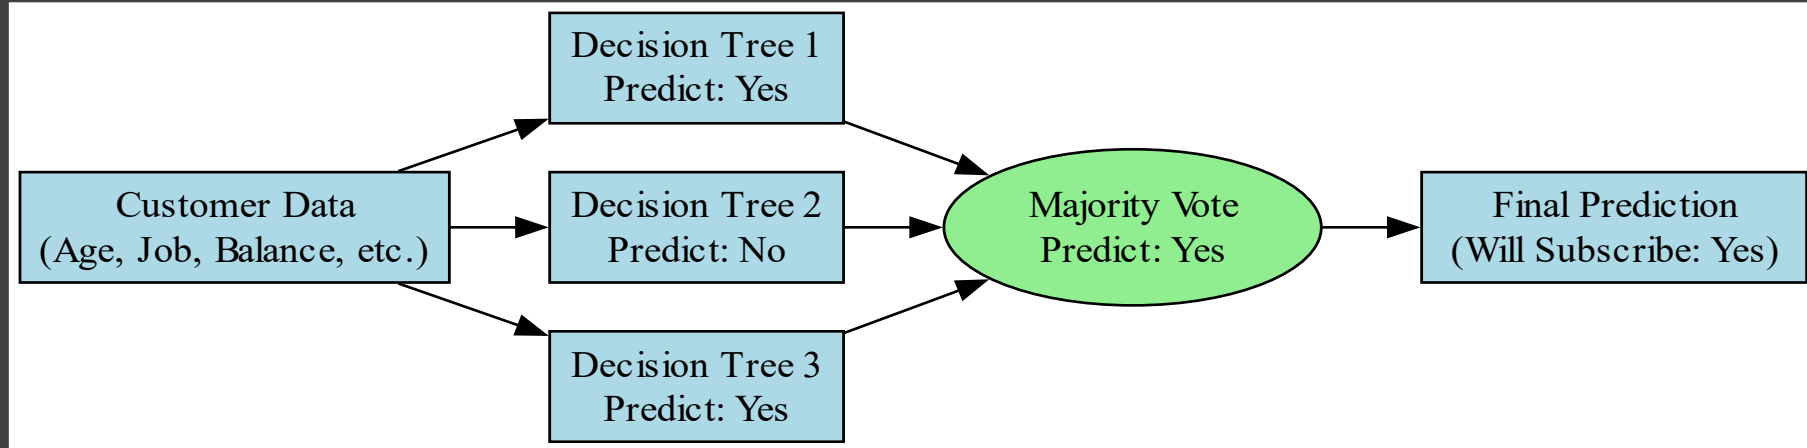 Decision Tree 1
Predict: Yes
Customer Data
(Age, Job, Balance, etc.)
Decision Tree 2
Predict: No
Decision Tree 3
Predict: Yes
Majority Vote
Predict: Yes
Final Prediction
(Will Subscribe: Yes)